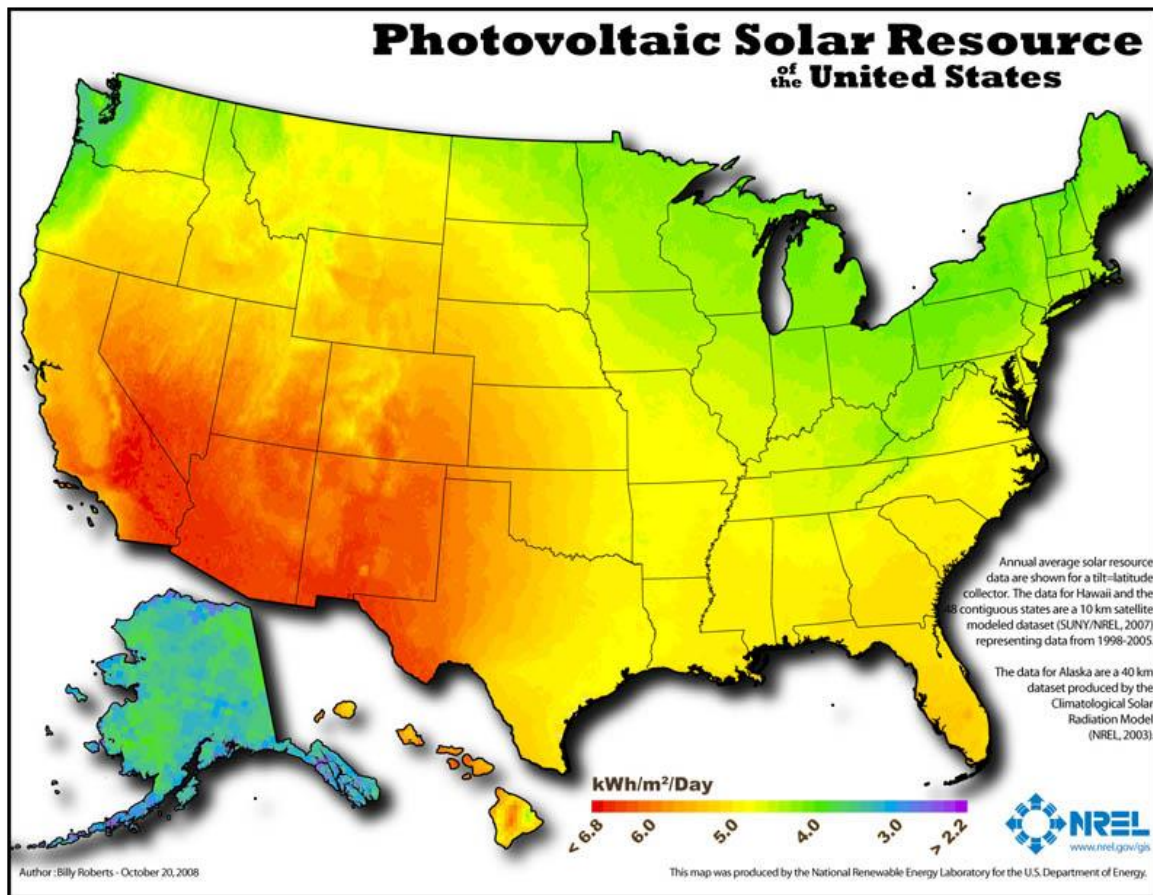 Photovoltaic Solar Resource
of the United States
Annual average solar resource
data are shown for a tilt=latitude
collector. The data for Hawaii and the
48 contiguous states are a 10 km satellite
modeled dataset (SUNY/NREL, 2007)
representing data from 1998-2005.
The data for Alaska are a 40 km
dataset produced by the
Climatological Solar
Radiation Model
(NREL, 2003).
kWh/m²/Day
< 6.8
6.0
5.0
4.0
3.0
> 2.2
NREL
www.nrel.gov/gis
Author : Billy Roberts - October 20, 2008
This map was produced by the National Renewable Energy Laboratory for the U.S. Department of Energy.